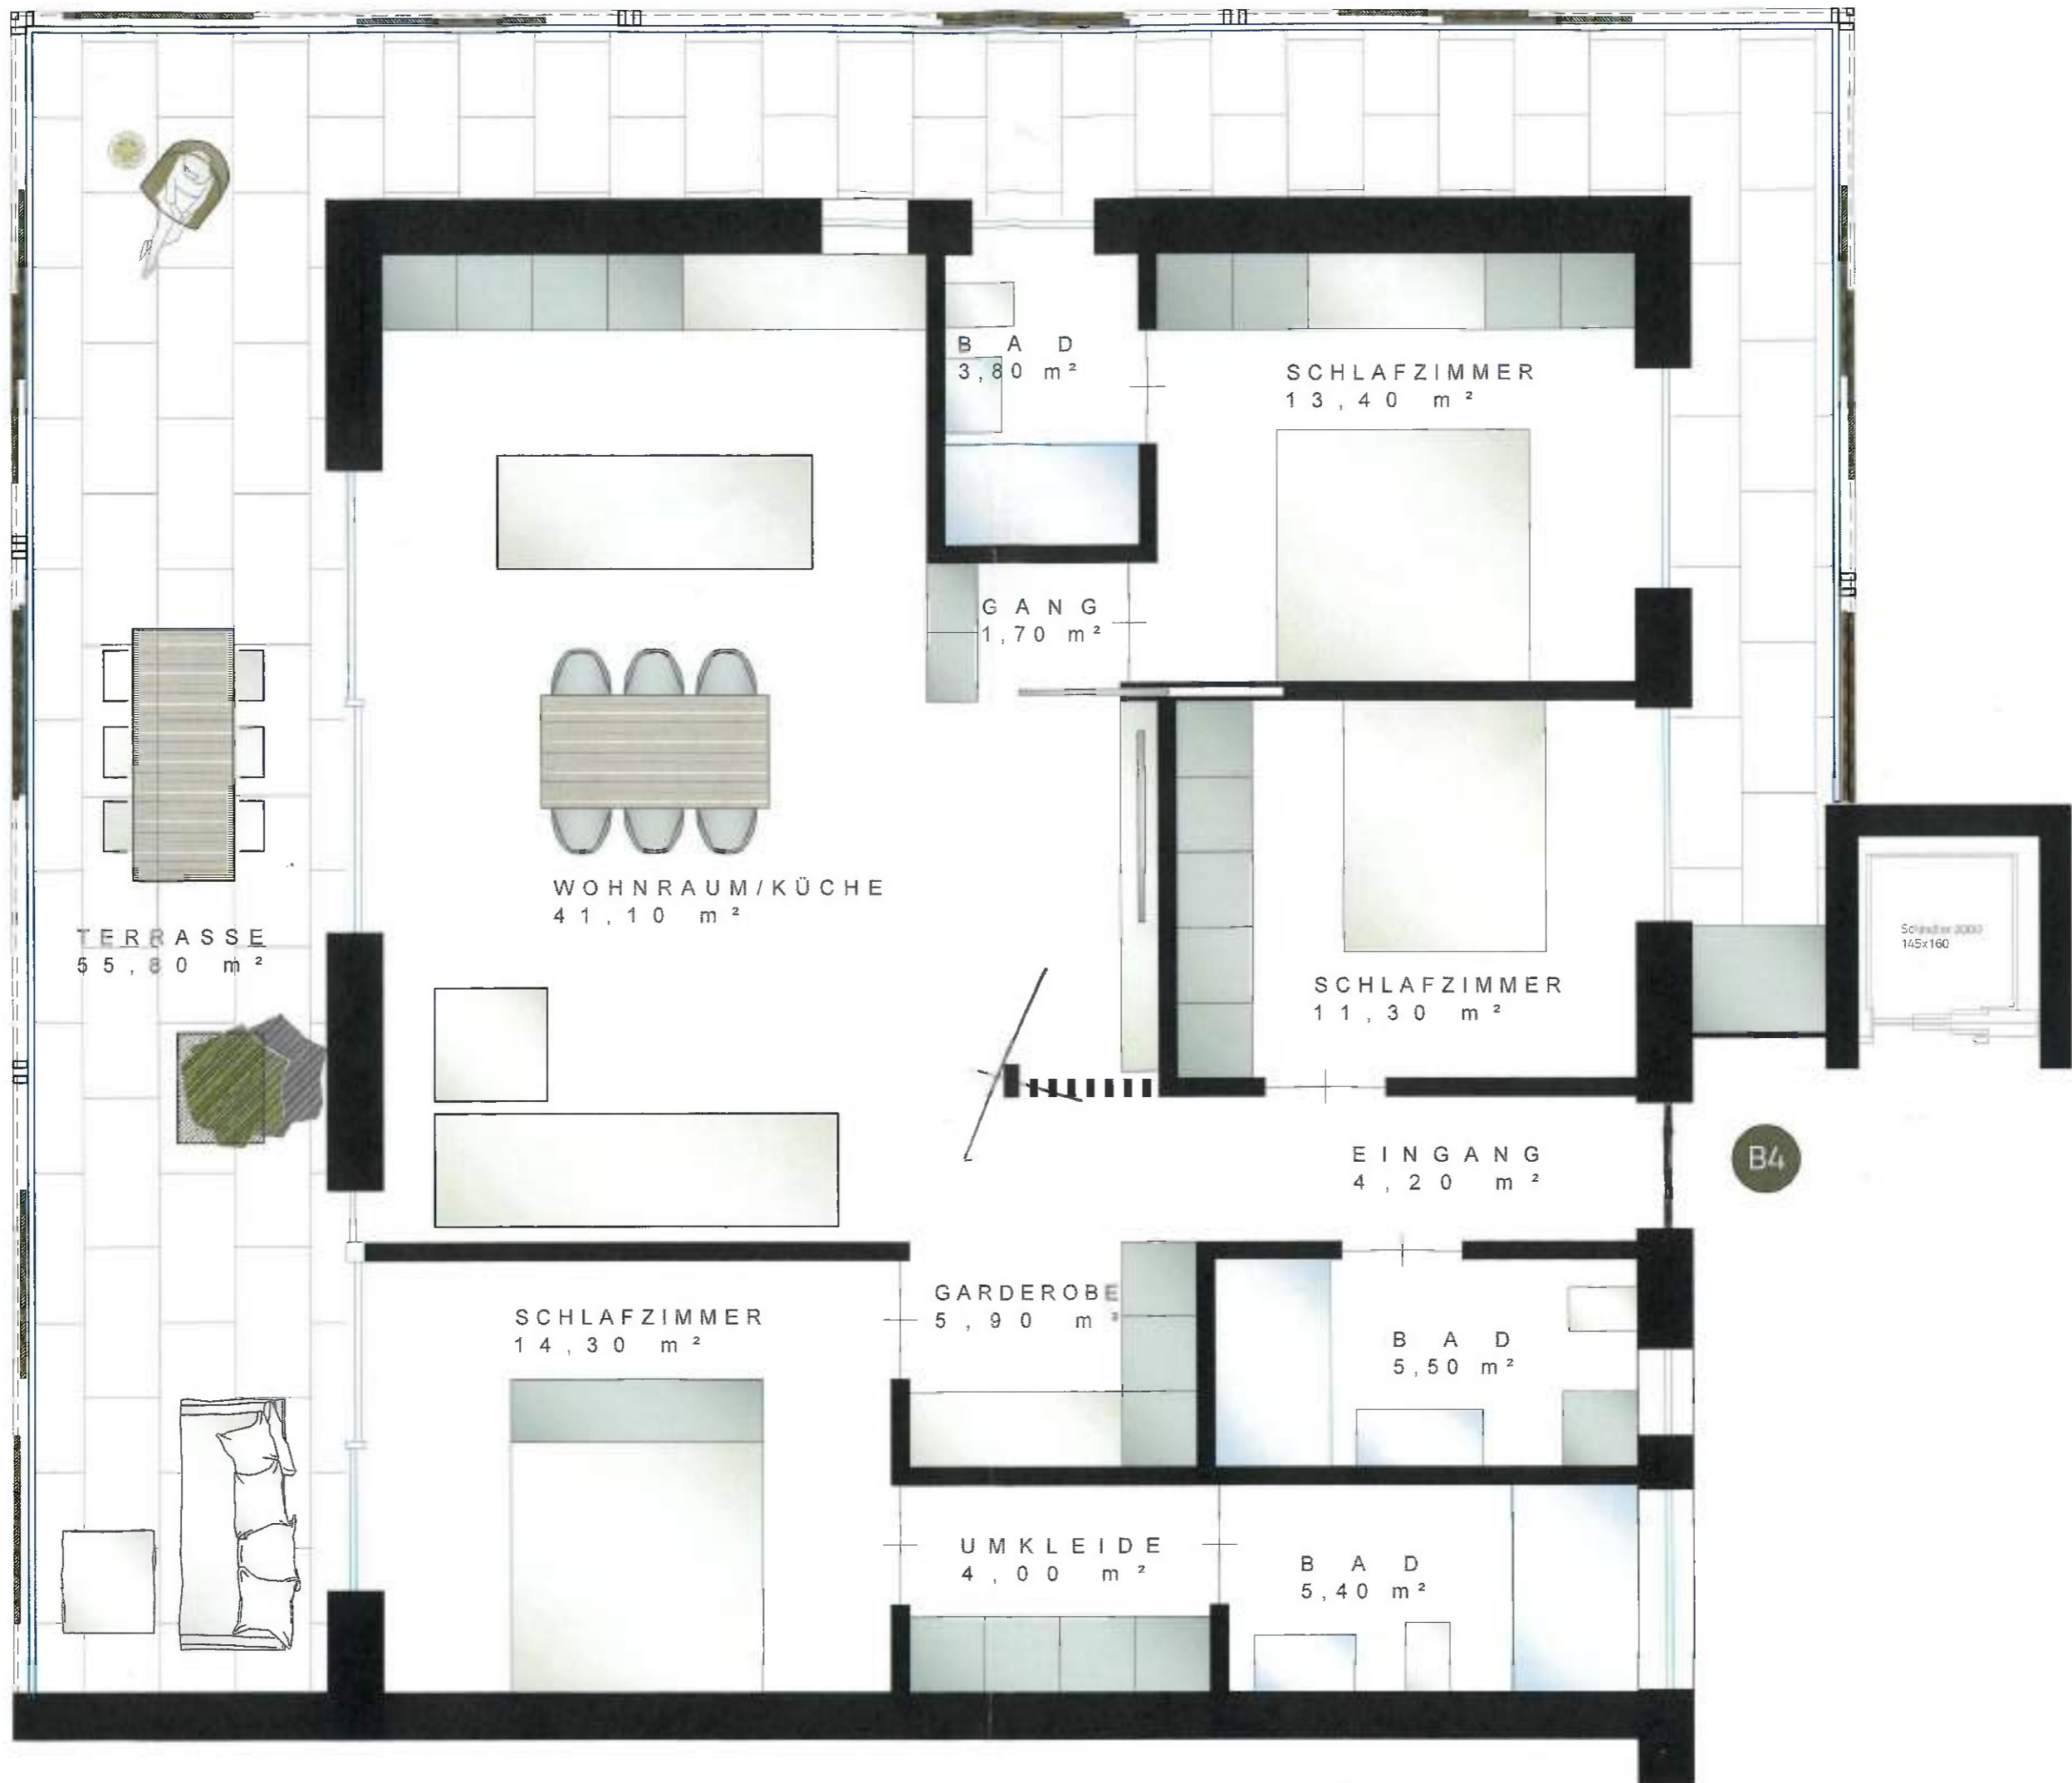 BAD
3,80 m²
SCHLAFZIMMER
13,40 m²
GANG
1,70 m²
WOHNRAUM/KÜCHE
41,10 m²
TERRASSE
55,80 m²
SCHLAFZIMMER
11,30 m²
145x160
B4
EINGANG
4,20 m²
GARDEROBE
5,90 m²
SCHLAFZIMMER
14,30 m²
BAD
5,50 m²
UMKLEIDE
4,00 m²
BAD
5,40 m²